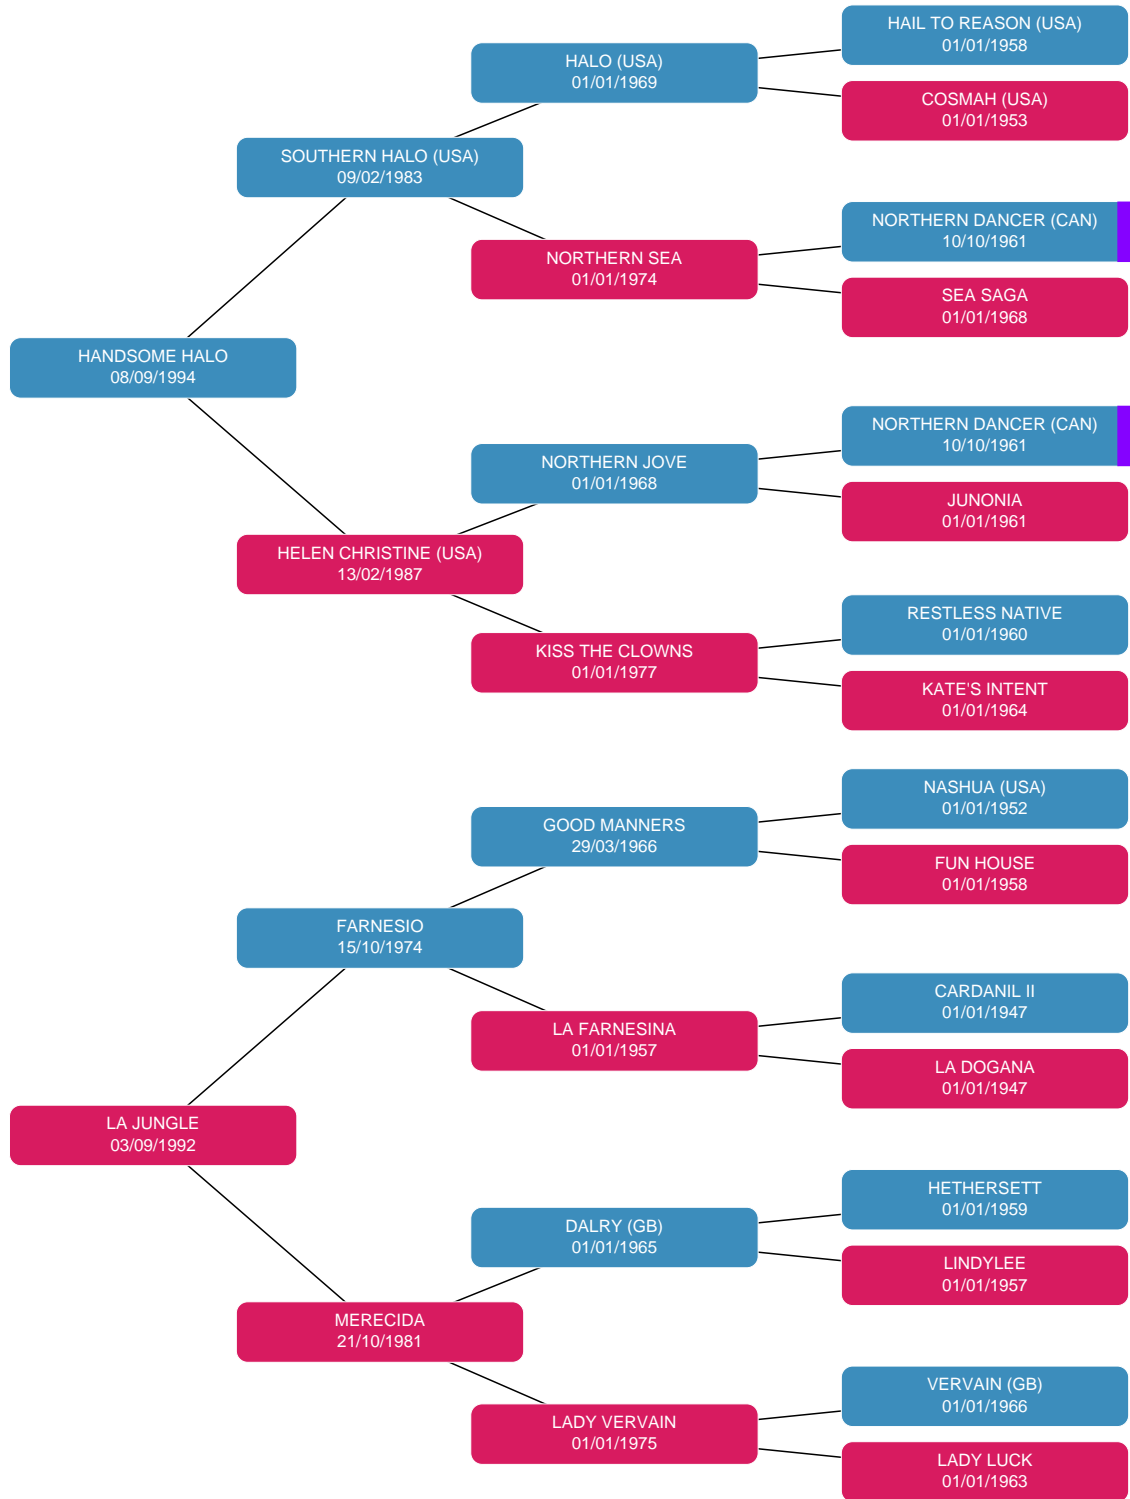 HAIL TO REASON (USA)
01/01/1958
HALO (USA)
01/01/1969
COSMAH (USA)
01/01/1953
SOUTHERN HALO (USA)
09/02/1983
NORTHERN DANCER (CAN)
10/10/1961
NORTHERN SEA
01/01/1974
SEA SAGA
01/01/1968
HANDSOME HALO
08/09/1994
NORTHERN DANCER (CAN)
10/10/1961
NORTHERN JOVE
01/01/1968
JUNONIA
01/01/1961
HELEN CHRISTINE (USA)
13/02/1987
RESTLESS NATIVE
01/01/1960
KISS THE CLOWNS
01/01/1977
KATE'S INTENT
01/01/1964
NASHUA (USA)
01/01/1952
GOOD MANNERS
29/03/1966
FUN HOUSE
01/01/1958
FARNESIO
15/10/1974
CARDANIL II
01/01/1947
LA FARNESINA
01/01/1957
LA DOGANA
01/01/1947
LA JUNGLE
03/09/1992
HETHERSETT
01/01/1959
DALRY (GB)
01/01/1965
LINDYLEE
01/01/1957
MERECIDA
21/10/1981
VERVAIN (GB)
01/01/1966
LADY VERVAIN
01/01/1975
LADY LUCK
01/01/1963